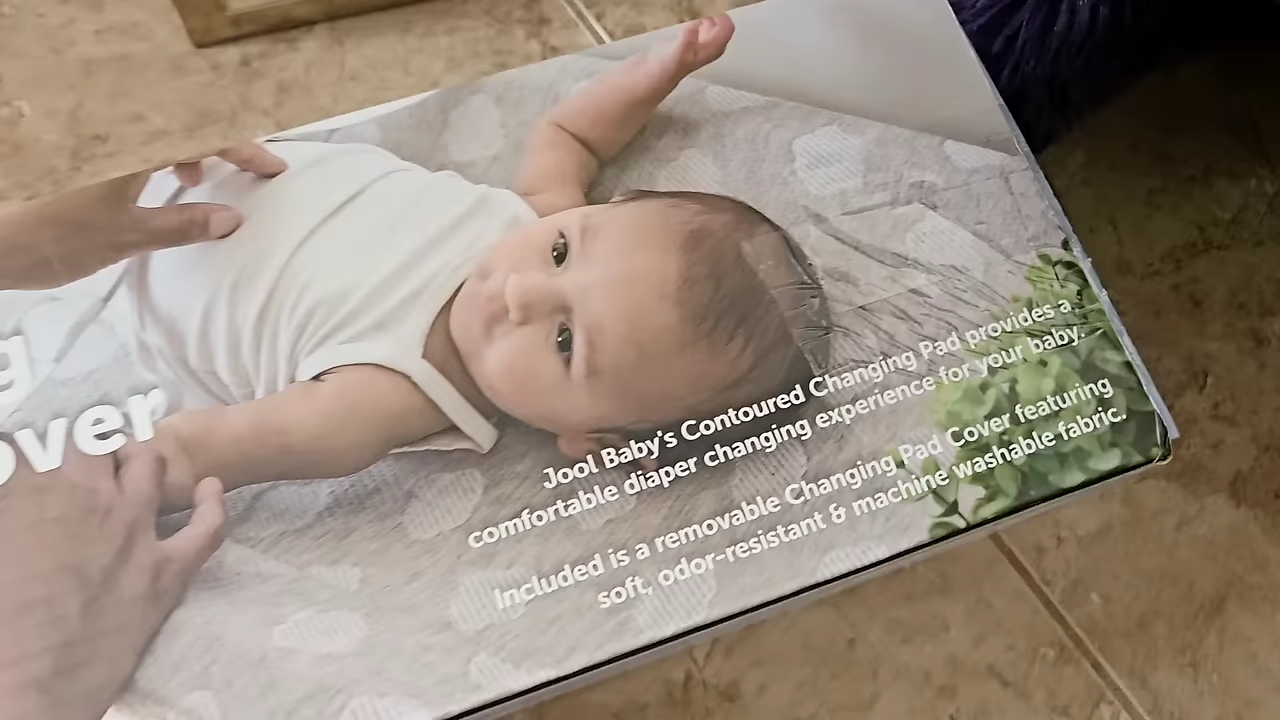 g
over
Jool Baby's Contoured Changing Pad provides a
comfortable diaper changing experience for your baby.
Included is a removable Changing Pad Cover featuring
soft, odor-resistant & machine washable fabric.